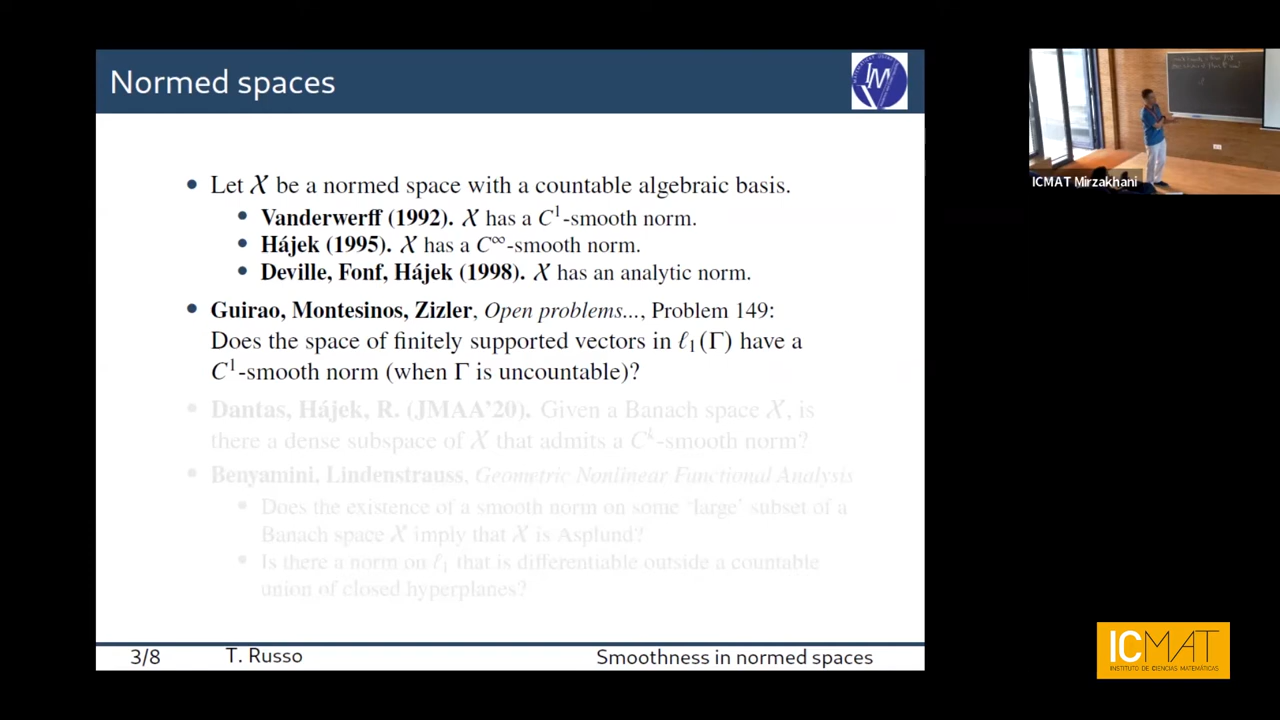 Normed spaces
• Let 𝒳 be a normed space with a countable algebraic basis.
• Vanderwerff (1992). 𝒳 has a C¹-smooth norm.
• Hájek (1995). 𝒳 has a C∞-smooth norm.
• Deville, Fonf, Hájek (1998). 𝒳 has an analytic norm.
• Guirao, Montesinos, Zizler, Open problems..., Problem 149:
Does the space of finitely supported vectors in ℓ₁(Γ) have a
C¹-smooth norm (when Γ is uncountable)?
• Dantas, Hájek, R. (JMAA'20). Given a Banach space 𝒳, is
there a dense subspace of 𝒳 that admits a Cᵏ-smooth norm?
• Benyamini, Lindenstrauss, Geometric Nonlinear Functional Analysis
• Does the existence of a smooth norm on some 'large' subset of a
Banach space 𝒳 imply that 𝒳 is Asplund?
• Is there a norm on ℓ₁ that is differentiable outside a countable
union of closed hyperplanes?
3/8 T. Russo Smoothness in normed spaces
ICMAT Mirzakhani
ICMAT
INSTITUTO DE CIENCIAS MATEMÁTICAS